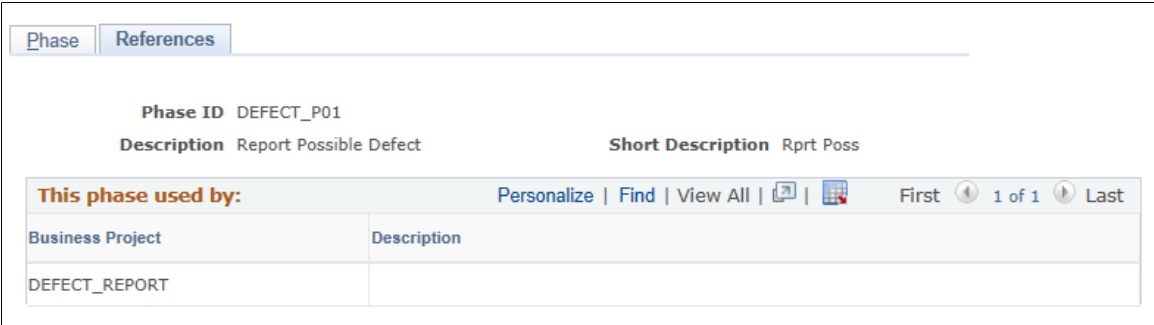 Phase References
Phase ID DEFECT_P01
Description Report Possible Defect Short Description Rprt Poss
This phase used by: Personalize | Find | View All | | First 1 of 1 Last
Business Project Description
DEFECT_REPORT